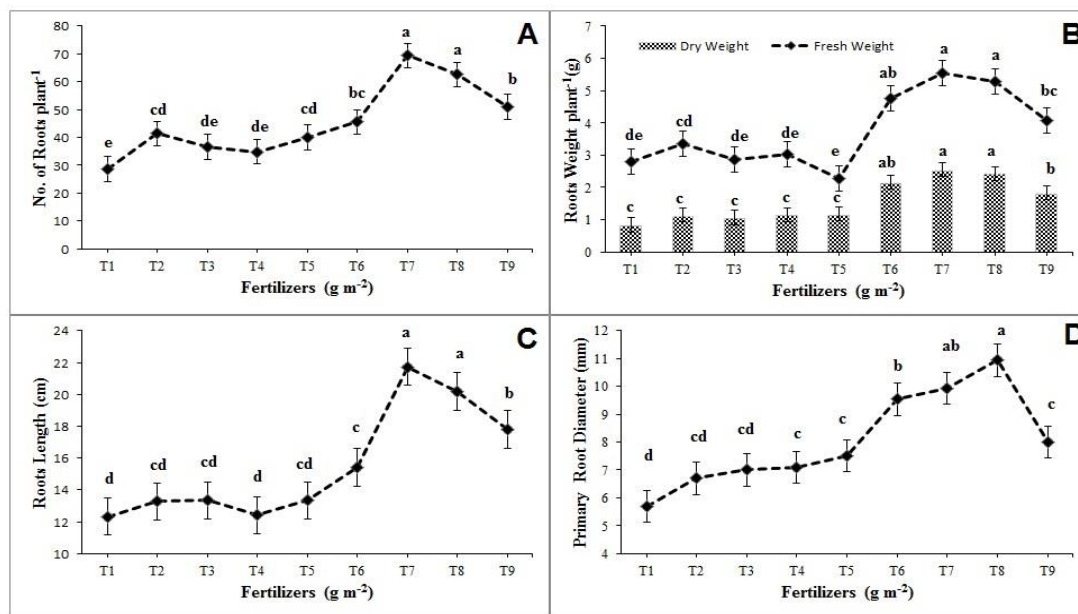 A
No. of Roots plant-1
80
70
60
50
40
30
20
10
0
e
cd
de
de
cd
bc
a
a
b
T1 T2 T3 T4 T5 T6 T7 T8 T9
Fertilizers (g m-2)
B
Dry Weight Fresh Weight
Roots Weight plant-1(g)
7
6
5
4
3
2
1
0
de
cd
de
de
e
ab
a
a
bc
c
c
c
c
c
ab
a
a
b
T1 T2 T3 T4 T5 T6 T7 T8 T9
Fertilizers (g m-2)
C
Roots Length (cm)
24
22
20
18
16
14
12
10
d
cd
cd
d
cd
c
a
a
b
T1 T2 T3 T4 T5 T6 T7 T8 T9
Fertilizers (g m-2)
D
Primary Root Diameter (mm)
12
11
10
9
8
7
6
5
4
d
cd
cd
c
c
b
ab
a
c
T1 T2 T3 T4 T5 T6 T7 T8 T9
Fertilizers (g m-2)